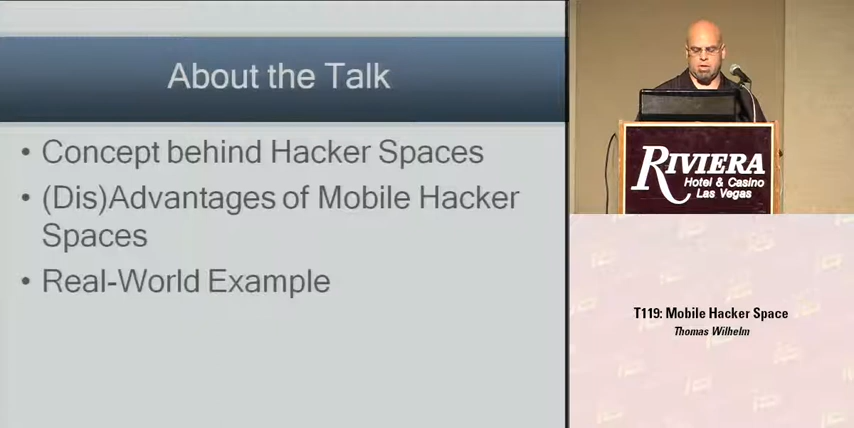 About the Talk
• Concept behind Hacker Spaces
• (Dis)Advantages of Mobile Hacker
Spaces
• Real-World Example
RIVIERA
Hotel & Casino
Las Vegas
T119: Mobile Hacker Space
Thomas Wilhelm